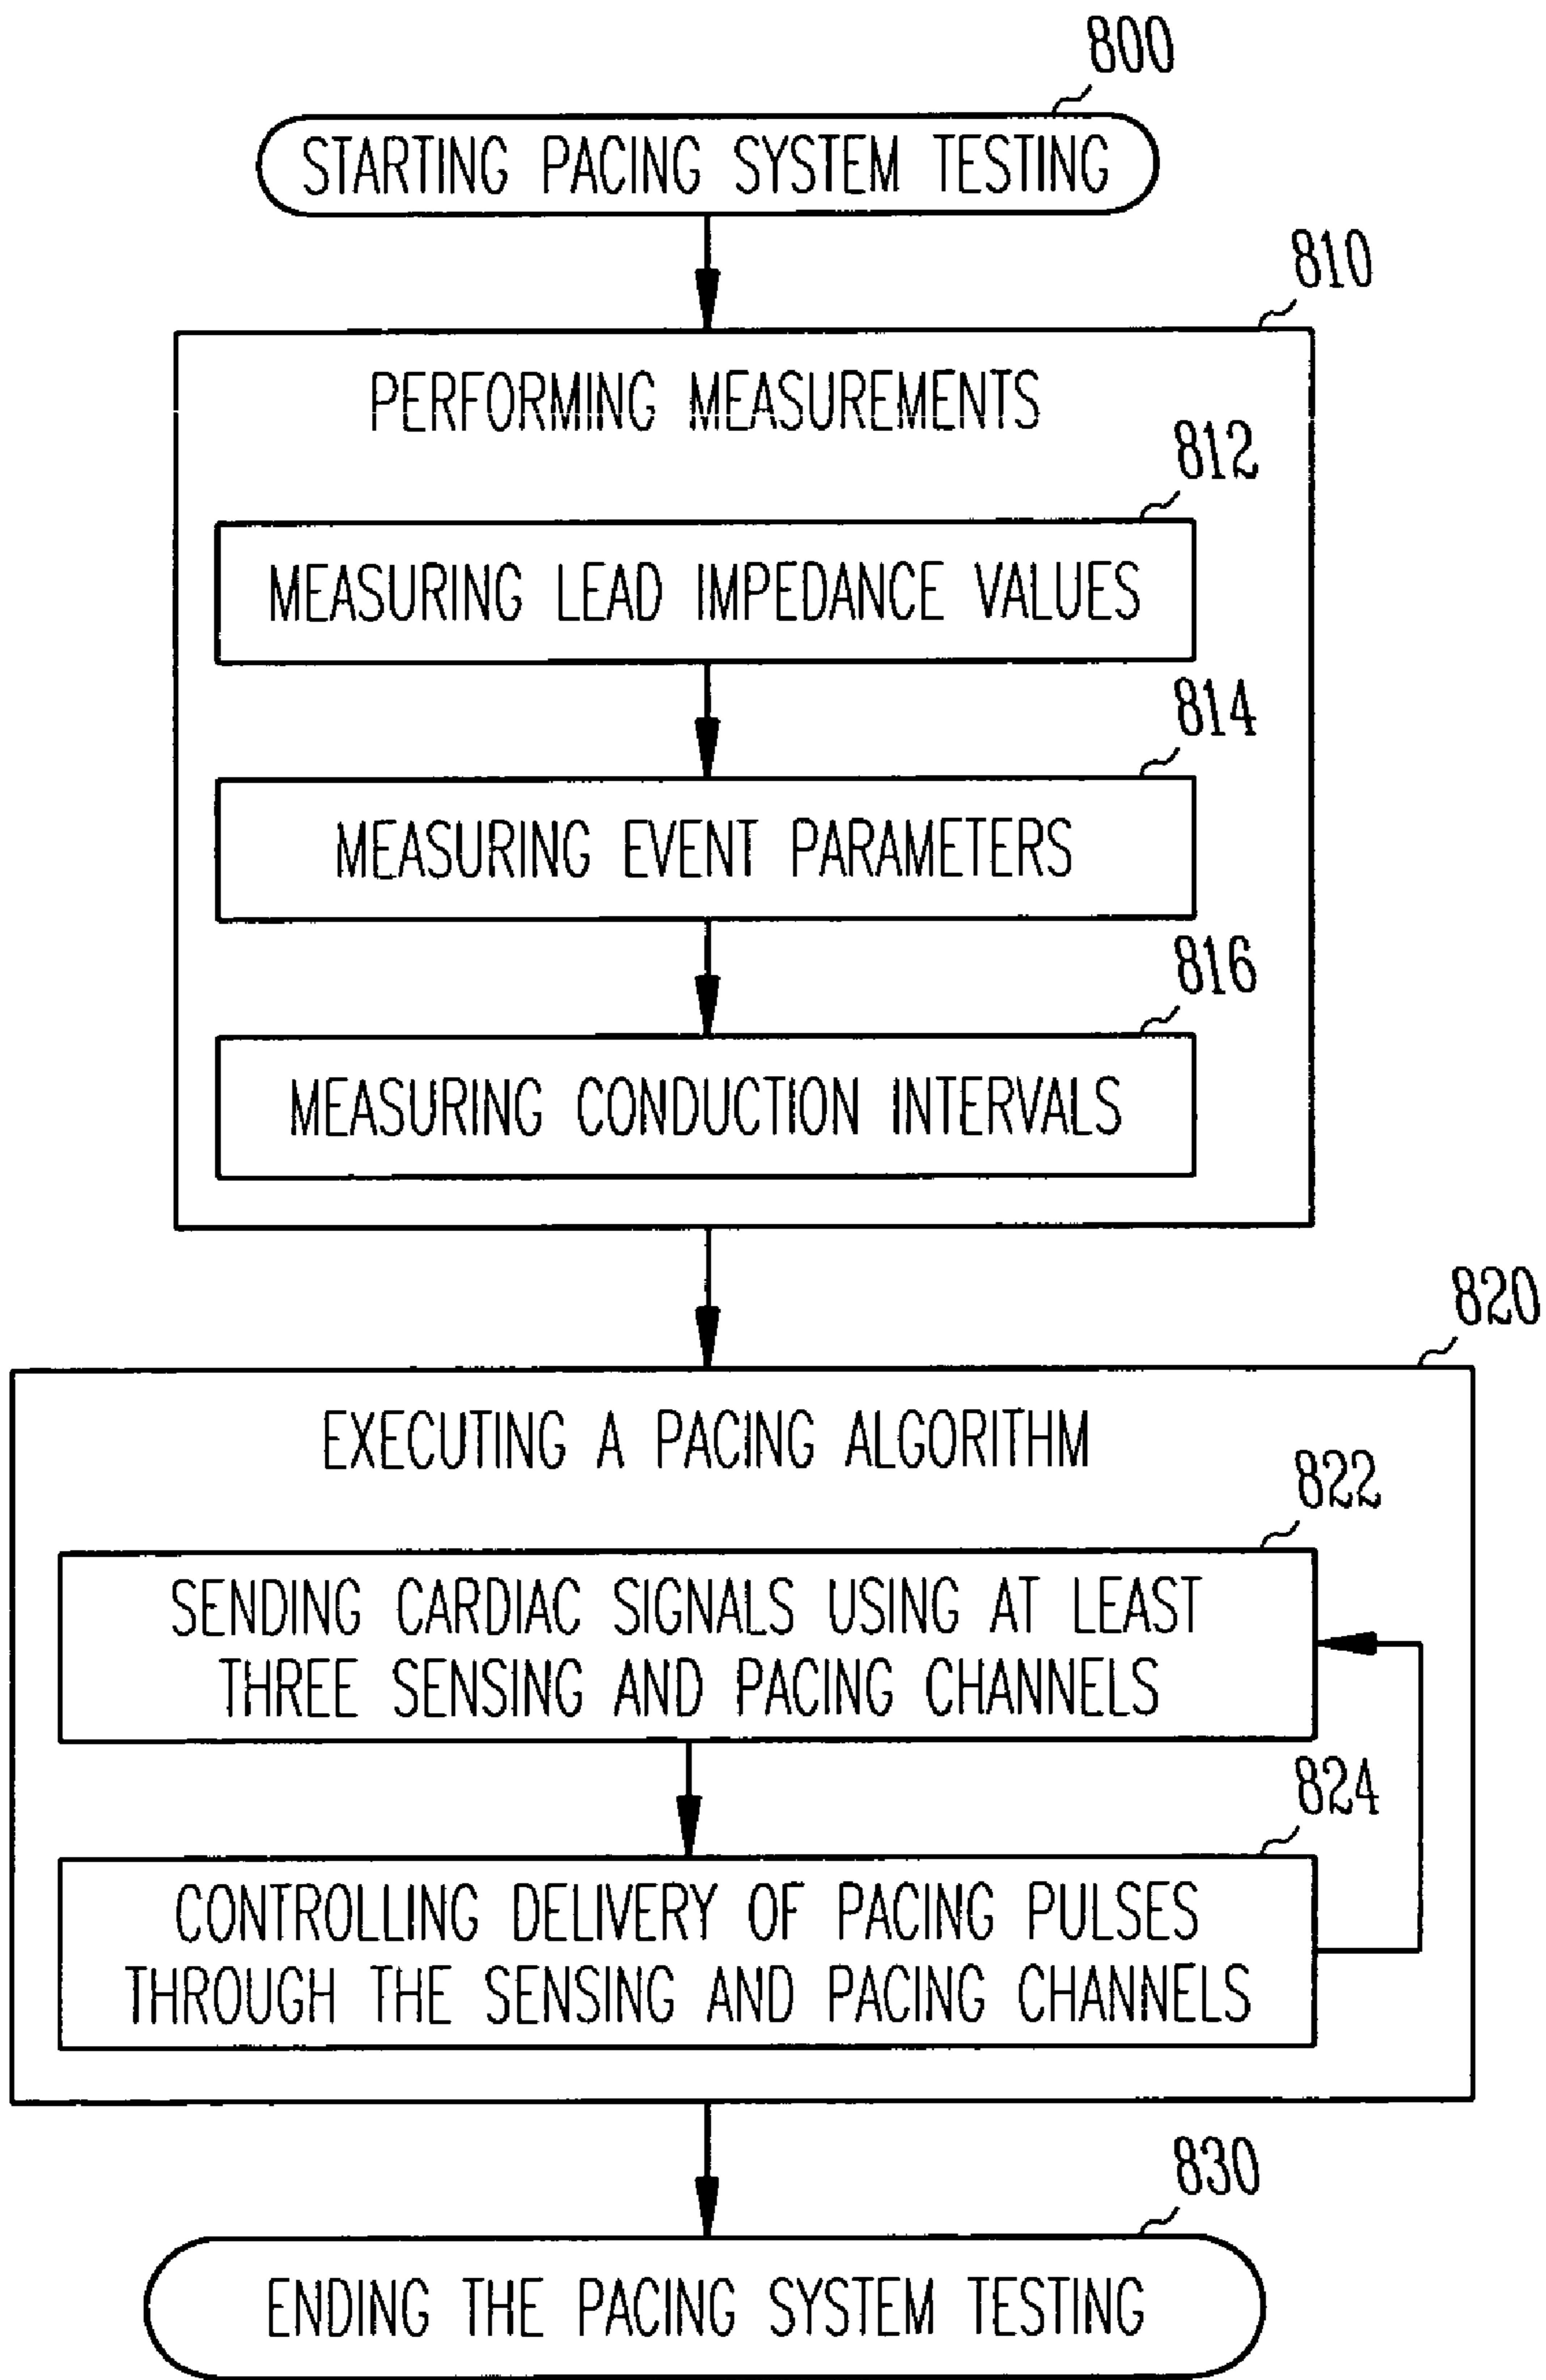 800
STARTING PACING SYSTEM TESTING
810
PERFORMING MEASUREMENTS
812
MEASURING LEAD IMPEDANCE VALUES
814
MEASURING EVENT PARAMETERS
816
MEASURING CONDUCTION INTERVALS
820
EXECUTING A PACING ALGORITHM
822
SENDING CARDIAC SIGNALS USING AT LEAST
THREE SENSING AND PACING CHANNELS
824
CONTROLLING DELIVERY OF PACING PULSES
THROUGH THE SENSING AND PACING CHANNELS
830
ENDING THE PACING SYSTEM TESTING